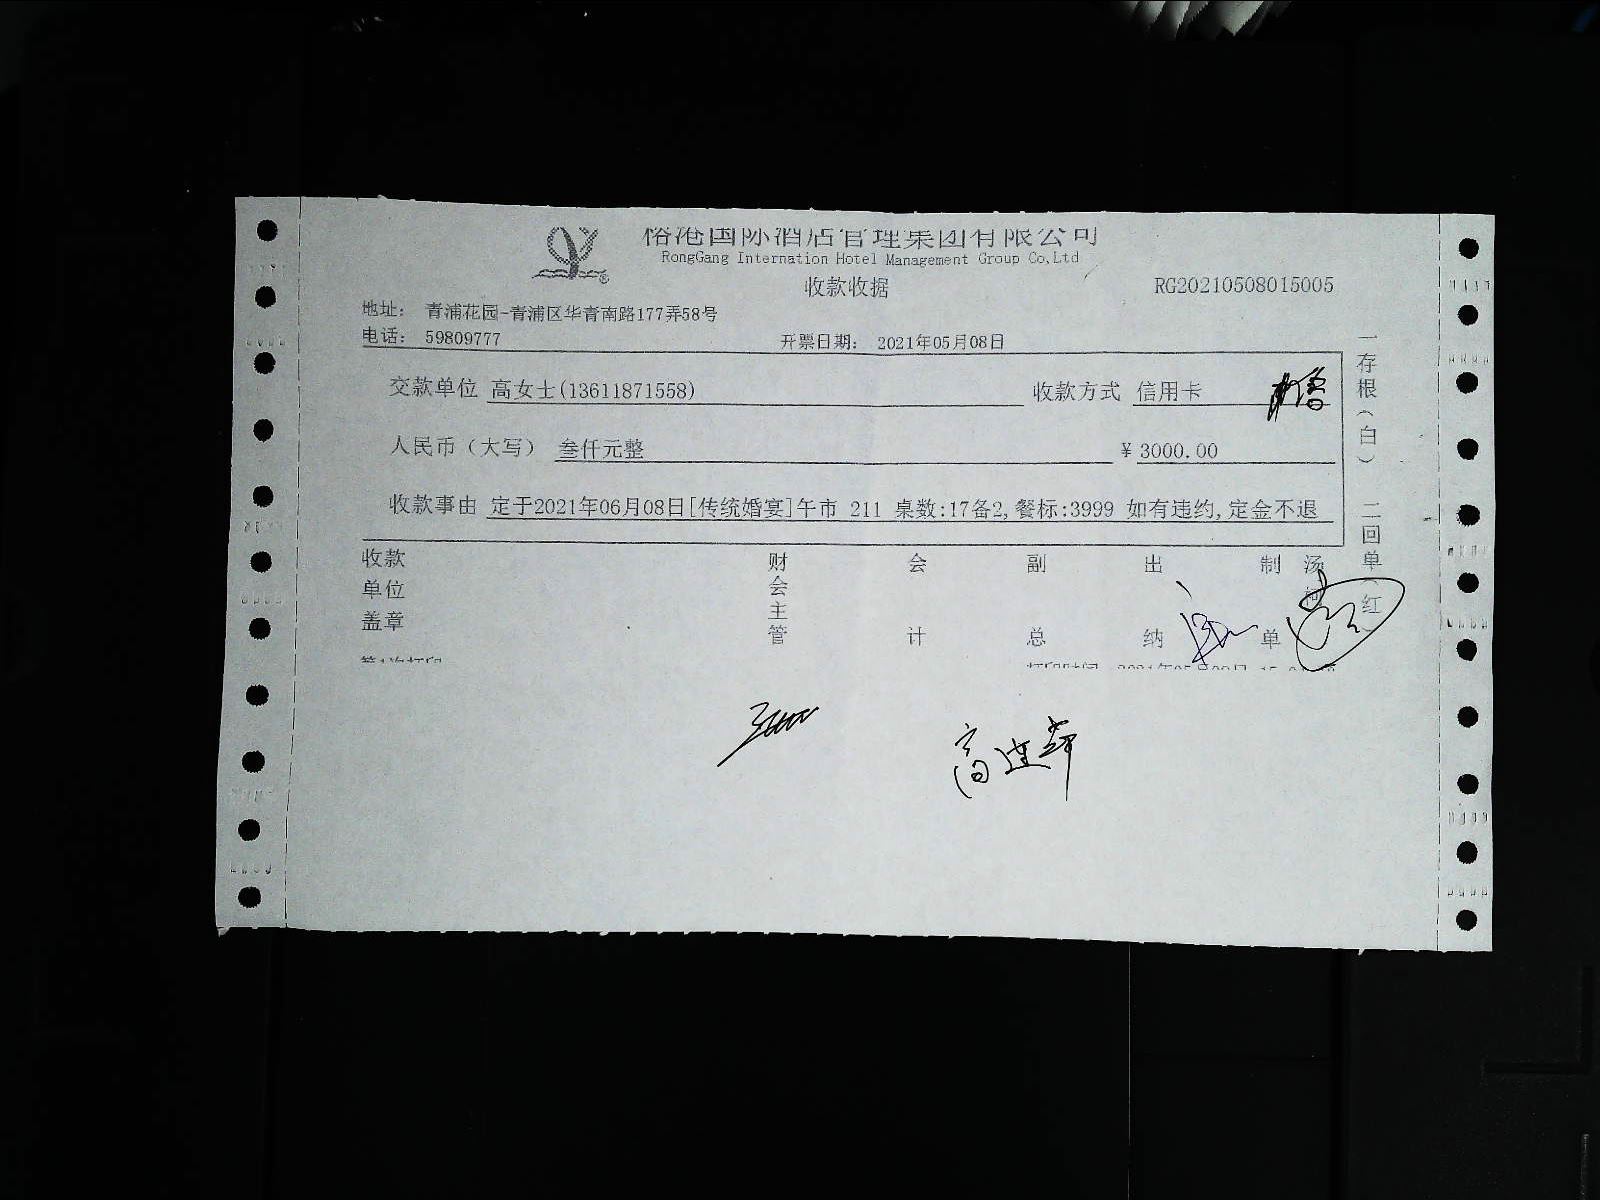 裕港国际酒店管理集团有限公司
RongGang Internation Hotel Management Group Co,Ltd
收款收据
RG20210508015005
地址： 青浦花园-青浦区华青南路177弄58号
电话： 59809777 开票日期： 2021年05月08日
交款单位 高女士(13611871558) 收款方式 信用卡
人民币（大写） 叁仟元整 ￥3000.00
收款事由 定于2021年06月08日[传统婚宴]午市 211 桌数:17备2,餐标:3999 如有违约,定金不退
收款单位盖章 财会主管 会计 副总 出纳 制单 汤
一存根（白） 二回单（红
高连萍